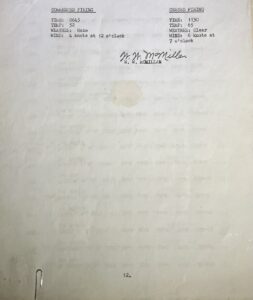 COMMENCED FIRING
TIME: 0845
TEMP: 52
WEATHER: Haze
WIND: 4 knots at 12 o'clock
CEASED FIRING
TIME: 1130
TEMP: 65
WEATHER: Clear
WIND: 6 knots at
7 o'clock
W. W. McMillan
W. W. MCMILLAN
12.